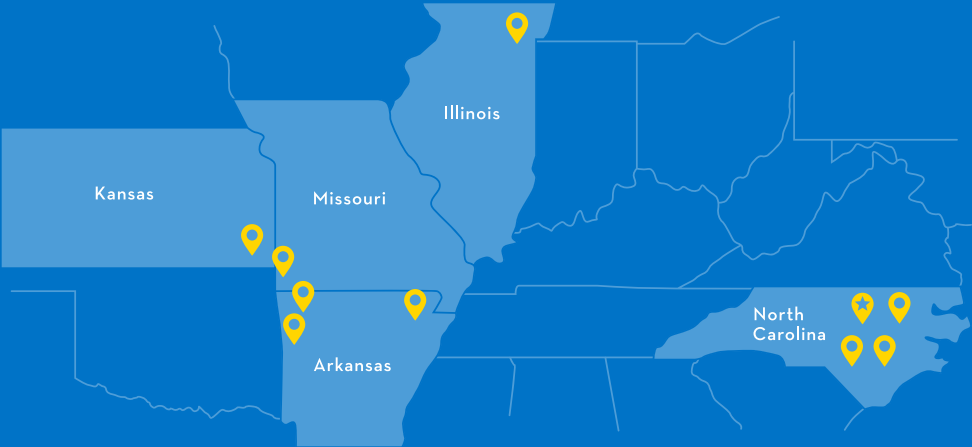 Illinois
Kansas
Missouri
North
Carolina
Arkansas